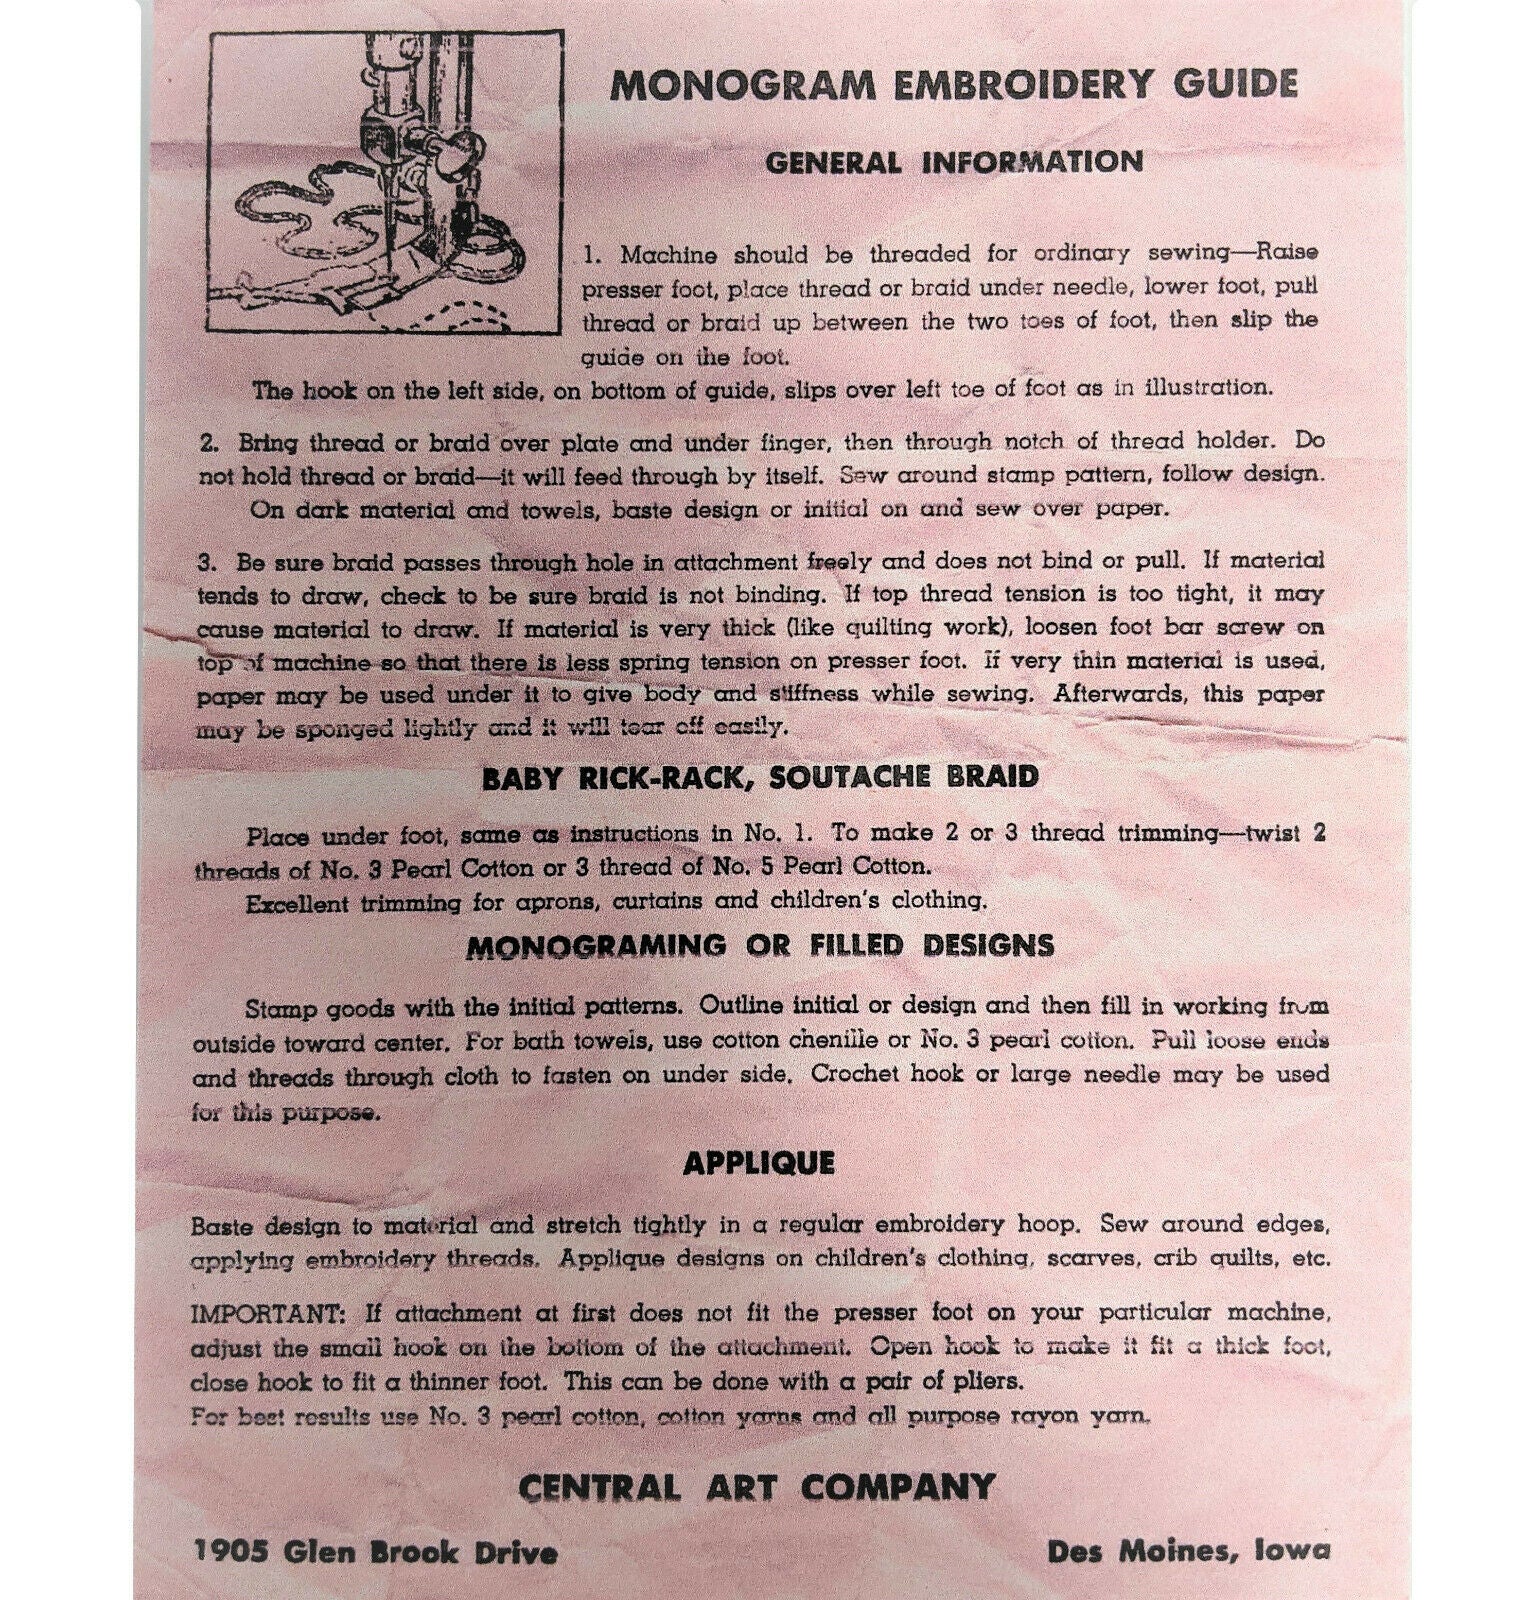 MONOGRAM EMBROIDERY GUIDE
GENERAL INFORMATION
1. Machine should be threaded for ordinary sewing—Raise
presser foot, place thread or braid under needle, lower foot, pull
thread or braid up between the two toes of foot, then slip the
guide on the foot.
The hook on the left side, on bottom of guide, slips over left toe of foot as in illustration.
2. Bring thread or braid over plate and under finger, then through notch of thread holder. Do
not hold thread or braid—it will feed through by itself. Sew around stamp pattern, follow design.
On dark material and towels, baste design or initial on and sew over paper.
3. Be sure braid passes through hole in attachment freely and does not bind or pull. If material
tends to draw, check to be sure braid is not binding. If top thread tension is too tight, it may
cause material to draw. If material is very thick (like quilting work), loosen foot bar screw on
top of machine so that there is less spring tension on presser foot. If very thin material is used,
paper may be used under it to give body and stiffness while sewing. Afterwards, this paper
may be sponged lightly and it will tear off easily.
BABY RICK-RACK, SOUTACHE BRAID
Place under foot, same as instructions in No. 1. To make 2 or 3 thread trimming—twist 2
threads of No. 3 Pearl Cotton or 3 thread of No. 5 Pearl Cotton.
Excellent trimming for aprons, curtains and children's clothing.
MONOGRAMING OR FILLED DESIGNS
Stamp goods with the initial patterns. Outline initial or design and then fill in working from
outside toward center. For bath towels, use cotton chenille or No. 3 pearl cotton. Pull loose ends
and threads through cloth to fasten on under side. Crochet hook or large needle may be used
for this purpose.
APPLIQUE
Baste design to material and stretch tightly in a regular embroidery hoop. Sew around edges,
applying embroidery threads. Applique designs on children's clothing, scarves, crib quilts, etc.
IMPORTANT: If attachment at first does not fit the presser foot on your particular machine,
adjust the small hook on the bottom of the attachment. Open hook to make it fit a thick foot,
close hook to fit a thinner foot. This can be done with a pair of pliers.
For best results use No. 3 pearl cotton, cotton yarns and all purpose rayon yarn.
CENTRAL ART COMPANY
1905 Glen Brook Drive Des Moines, Iowa